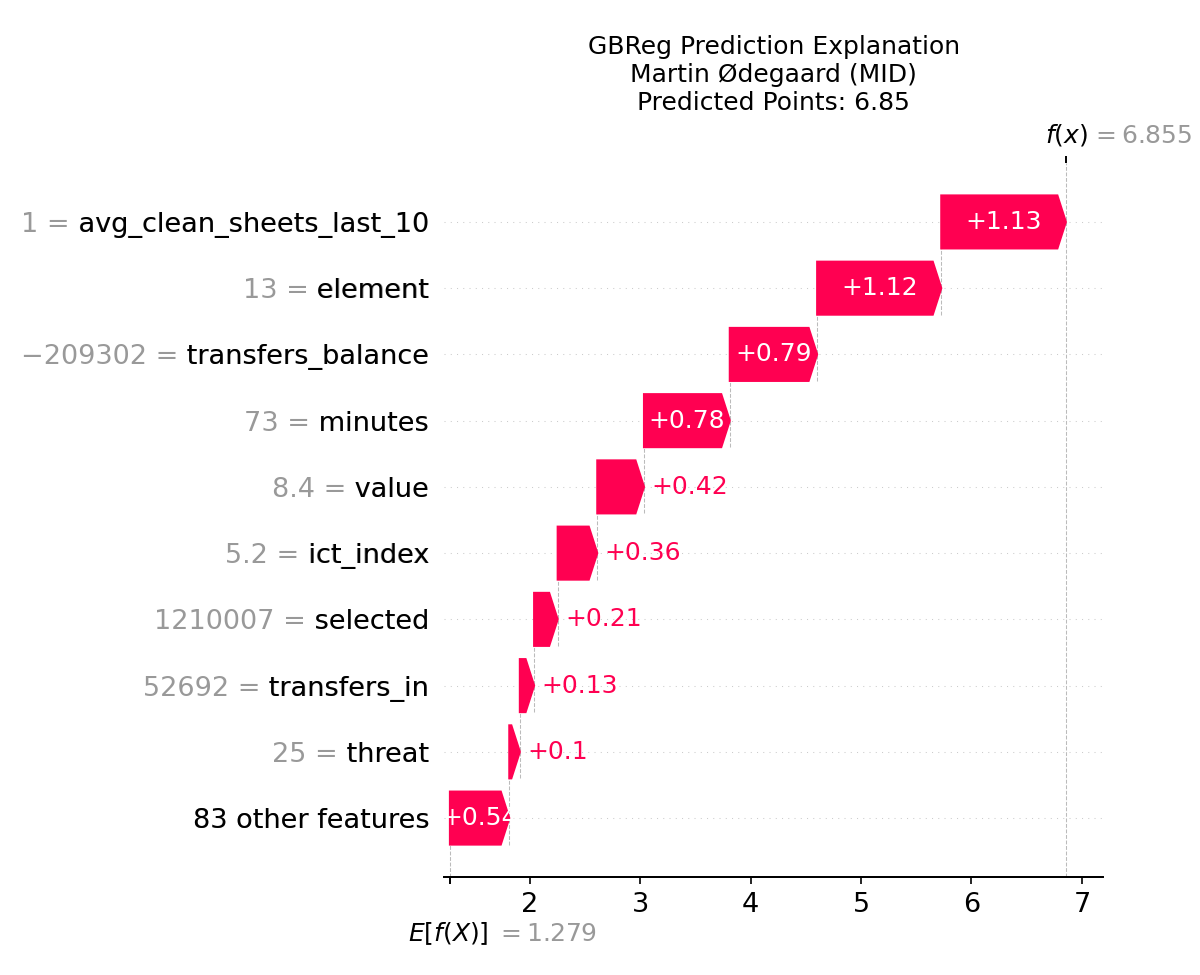 GBReg Prediction Explanation
Martin Ødegaard (MID)
Predicted Points: 6.85
f(x) = 6.855
1 = avg_clean_sheets_last_10
+1.13
13 = element
+1.12
−209302 = transfers_balance
+0.79
73 = minutes
+0.78
8.4 = value
+0.42
5.2 = ict_index
+0.36
1210007 = selected
+0.21
52692 = transfers_in
+0.13
25 = threat
+0.1
83 other features
+0.54
2 3 4 5 6 7
E[f(X)] = 1.279